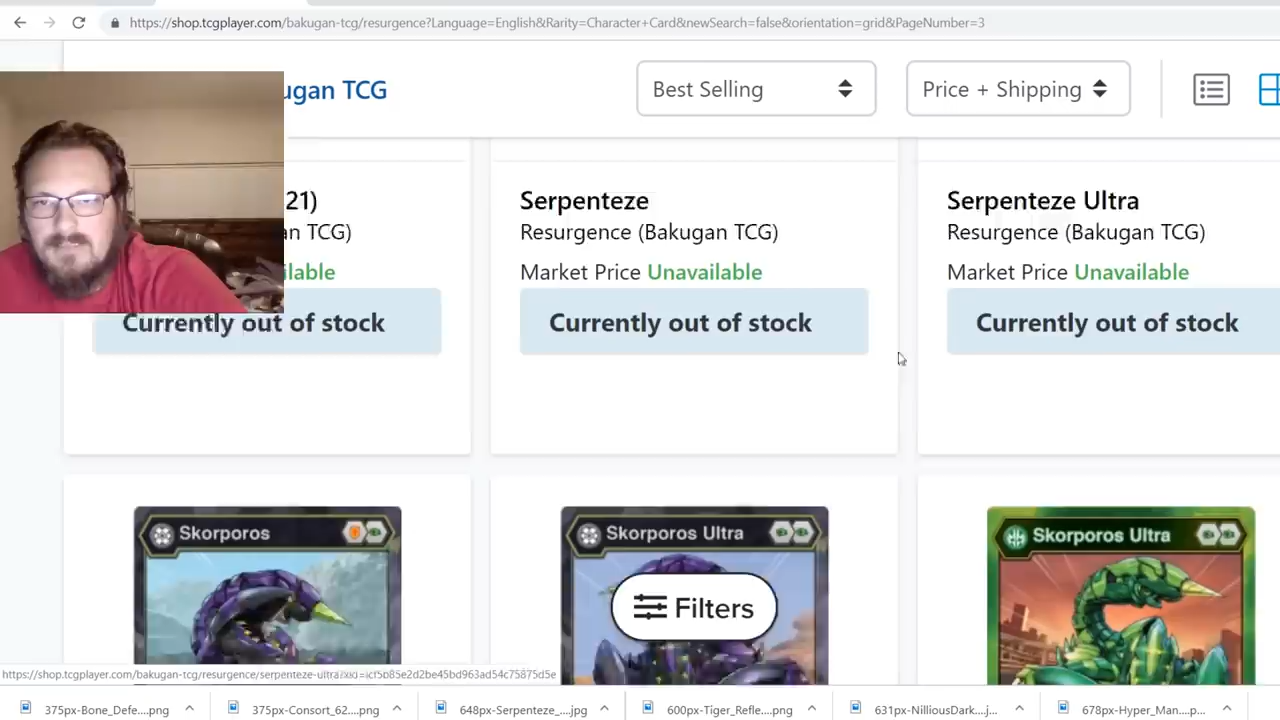 https://shop.tcgplayer.com/bakugan-tcg/resurgence?Language=English&Rarity=Character+Card&newSearch=false&orientation=grid&PageNumber=3
ugan TCG
Best Selling
Price + Shipping
21)
an TCG)
ilable
Currently out of stock
Serpenteze
Resurgence (Bakugan TCG)
Market Price Unavailable
Currently out of stock
Serpenteze Ultra
Resurgence (Bakugan TCG)
Market Price Unavailable
Currently out of stock
Skorporos
Skorporos Ultra
Skorporos Ultra
Filters
375px-Bone_Defe....png
375px-Consort_62....png
648px-Serpenteze_....jpg
600px-Tiger_Refle....png
631px-NilliousDark....j...
678px-Hyper_Man....p...